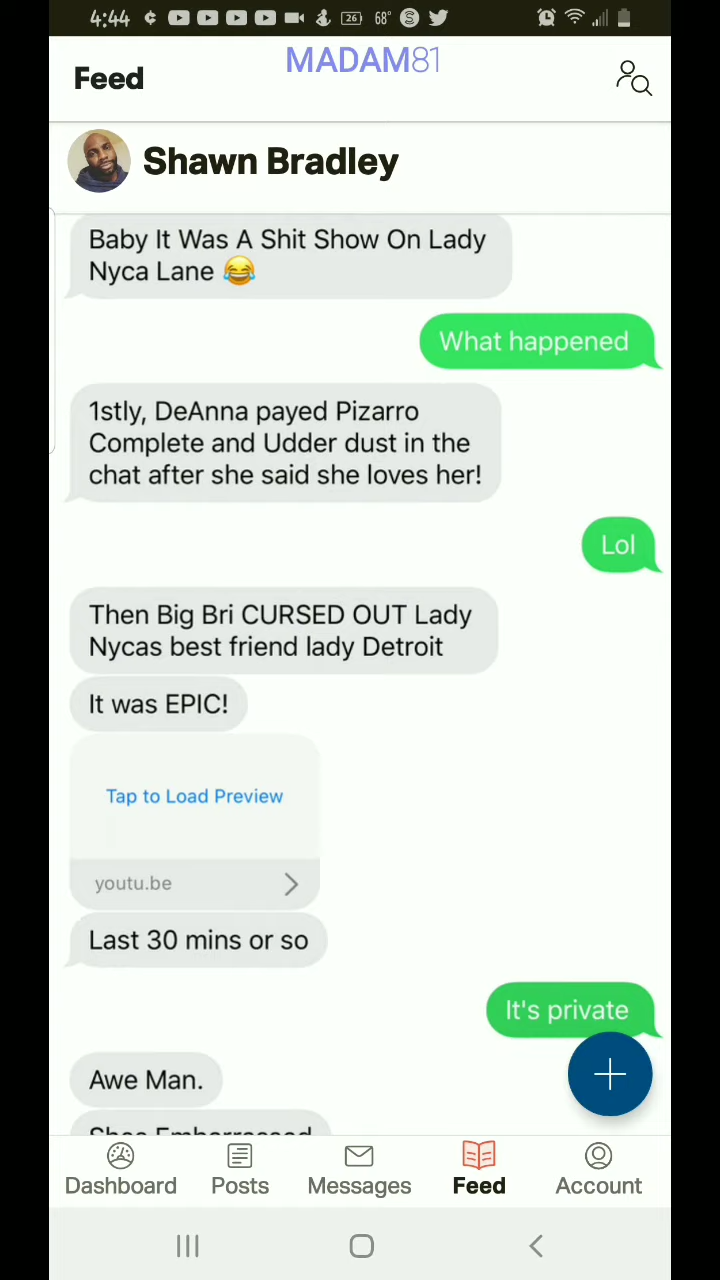 4:44
26
68°
S
MADAM81
Feed
Shawn Bradley
Baby It Was A Shit Show On Lady
Nyca Lane 😂
What happened
1stly, DeAnna payed Pizarro
Complete and Udder dust in the
chat after she said she loves her!
Lol
Then Big Bri CURSED OUT Lady
Nycas best friend lady Detroit
It was EPIC!
Tap to Load Preview
youtu.be
Last 30 mins or so
It's private
Awe Man.
Shes Embarrassed
Dashboard
Posts
Messages
Feed
Account